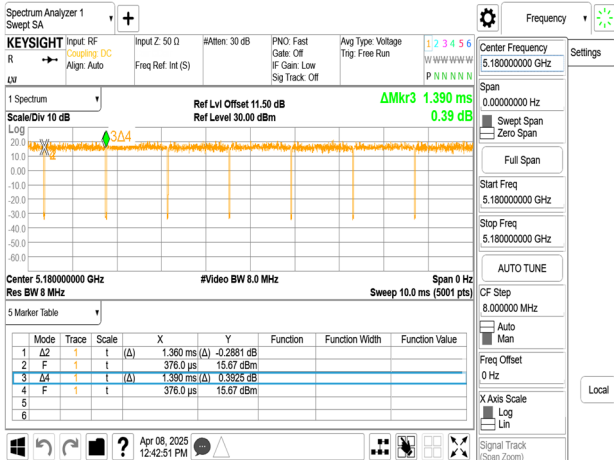 Spectrum Analyzer 1
Swept SA
Frequency
KEYSIGHT
R
Input: RF
Coupling: DC
Align: Auto
Input Z: 50 Ω
Freq Ref: Int (S)
#Atten: 30 dB
PNO: Fast
Gate: Off
IF Gain: Low
Sig Track: Off
Avg Type: Voltage
Trig: Free Run
1 2 3 4 5 6
W W W W W W
P N N N N N
1 Spectrum
Scale/Div 10 dB
Ref Lvl Offset 11.50 dB
Ref Level 30.00 dBm
ΔMkr3 1.390 ms
0.39 dB
Log
20.0
10.0
0.00
-10.0
-20.0
-30.0
-40.0
-50.0
-60.0
3Δ4
Center 5.180000000 GHz
Res BW 8 MHz
#Video BW 8.0 MHz
Span 0 Hz
Sweep 10.0 ms (5001 pts)
5 Marker Table
Mode Trace Scale X Y Function Function Width Function Value
1 Δ2 1 t (Δ) 1.360 ms (Δ) -0.2881 dB
2 F 1 t 376.0 µs 15.67 dBm
3 Δ4 1 t (Δ) 1.390 ms (Δ) 0.3925 dB
4 F 1 t 376.0 µs 15.67 dBm
5
6
Apr 08, 2025
12:42:51 PM
Center Frequency
5.180000000 GHz
Span
0.00000000 Hz
Swept Span
Zero Span
Full Span
Start Freq
5.180000000 GHz
Stop Freq
5.180000000 GHz
AUTO TUNE
CF Step
8.000000 MHz
Auto
Man
Freq Offset
0 Hz
X Axis Scale
Log
Lin
Signal Track
(Span Zoom)
Settings
Local